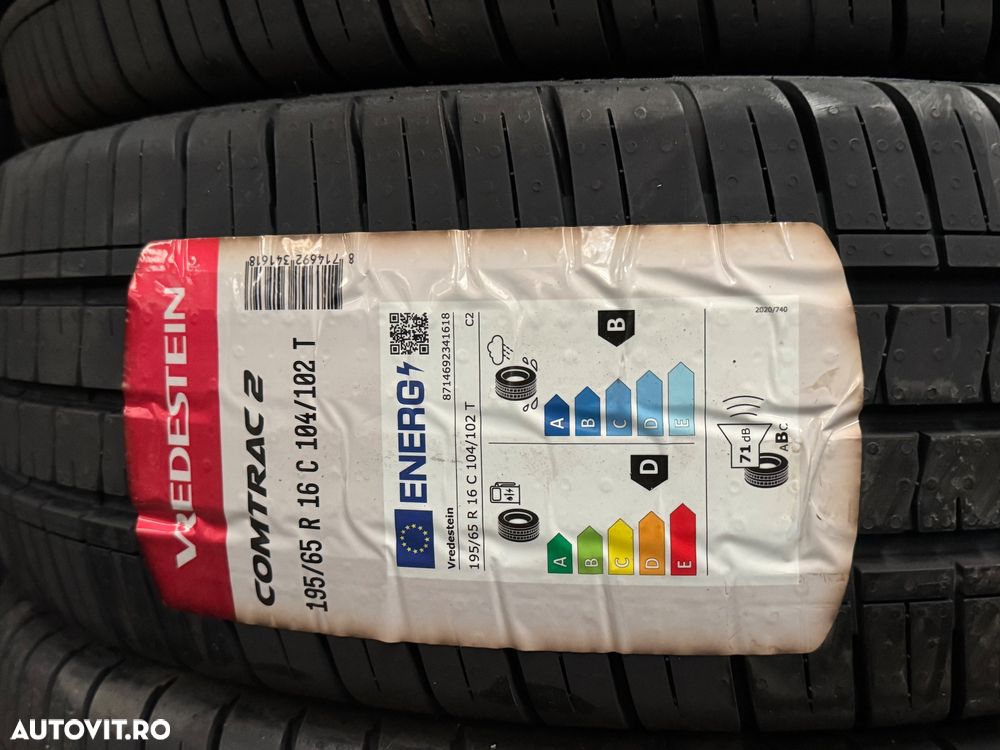 VREDESTEIN
COMTRAC 2
195/65 R 16 C 104/102 T
8 714692 341618
ENERG
Vredestein
8714692341618
195/65 R 16 C 104/102 T
C2
D
A
B
C
D
E
B
A
B
C
D
E
71 dB
ABC
2020/740
AUTOVIT.RO